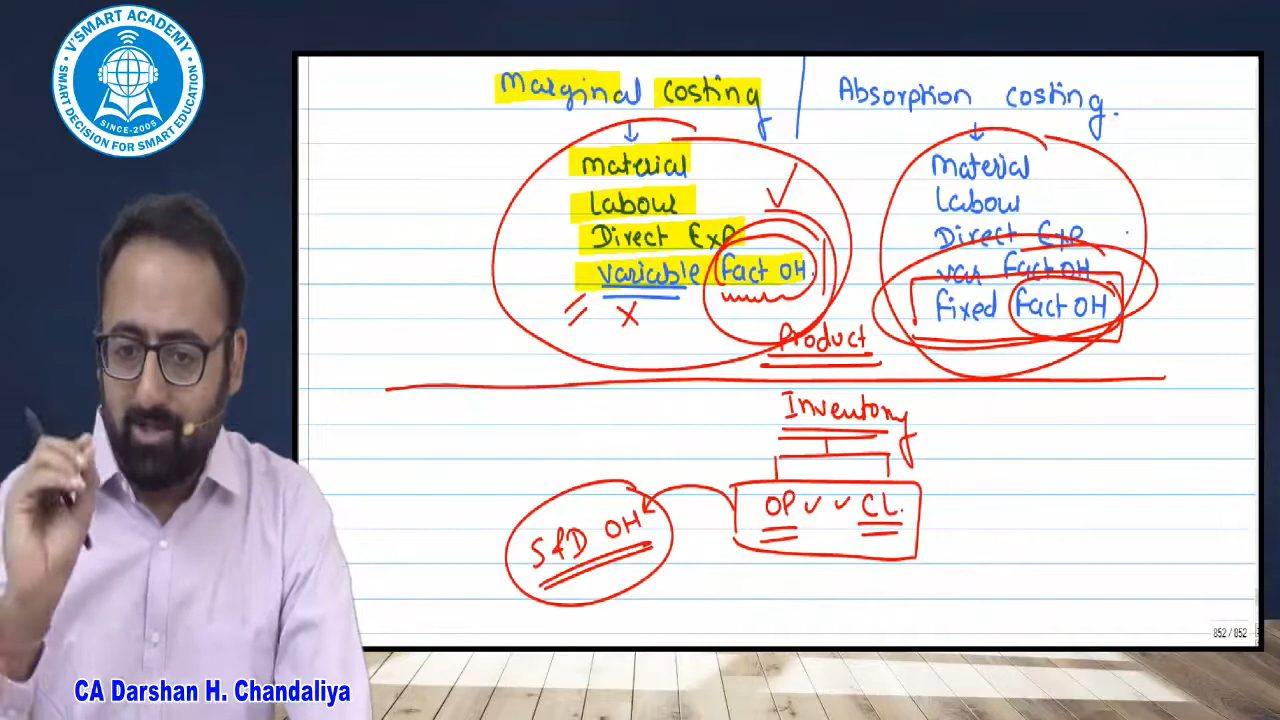 V'SMART ACADEMY
SINCE-2005
SMART DECISION FOR SMART EDUCATION
Marginal costing
Absorption costing.
material
Labour
Direct Exp
variable fact OH.
X
Material
Labour
Direct Exp
var fact OH
fixed fact OH
Product
Inventory
OP CL.
S&D OH
852 / 852
CA Darshan H. Chandaliya